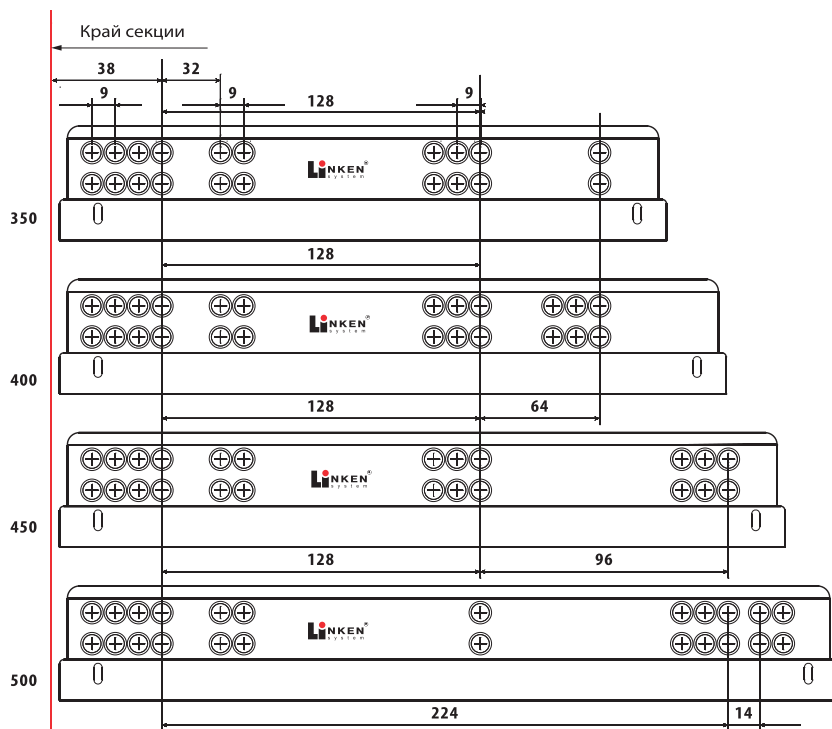 Край секции
38 32
9 9 128 9
LiNKEN®
system
350
128
LiNKEN®
system
400
128 64
LiNKEN®
system
450
128 96
LiNKEN®
system
500
224 14